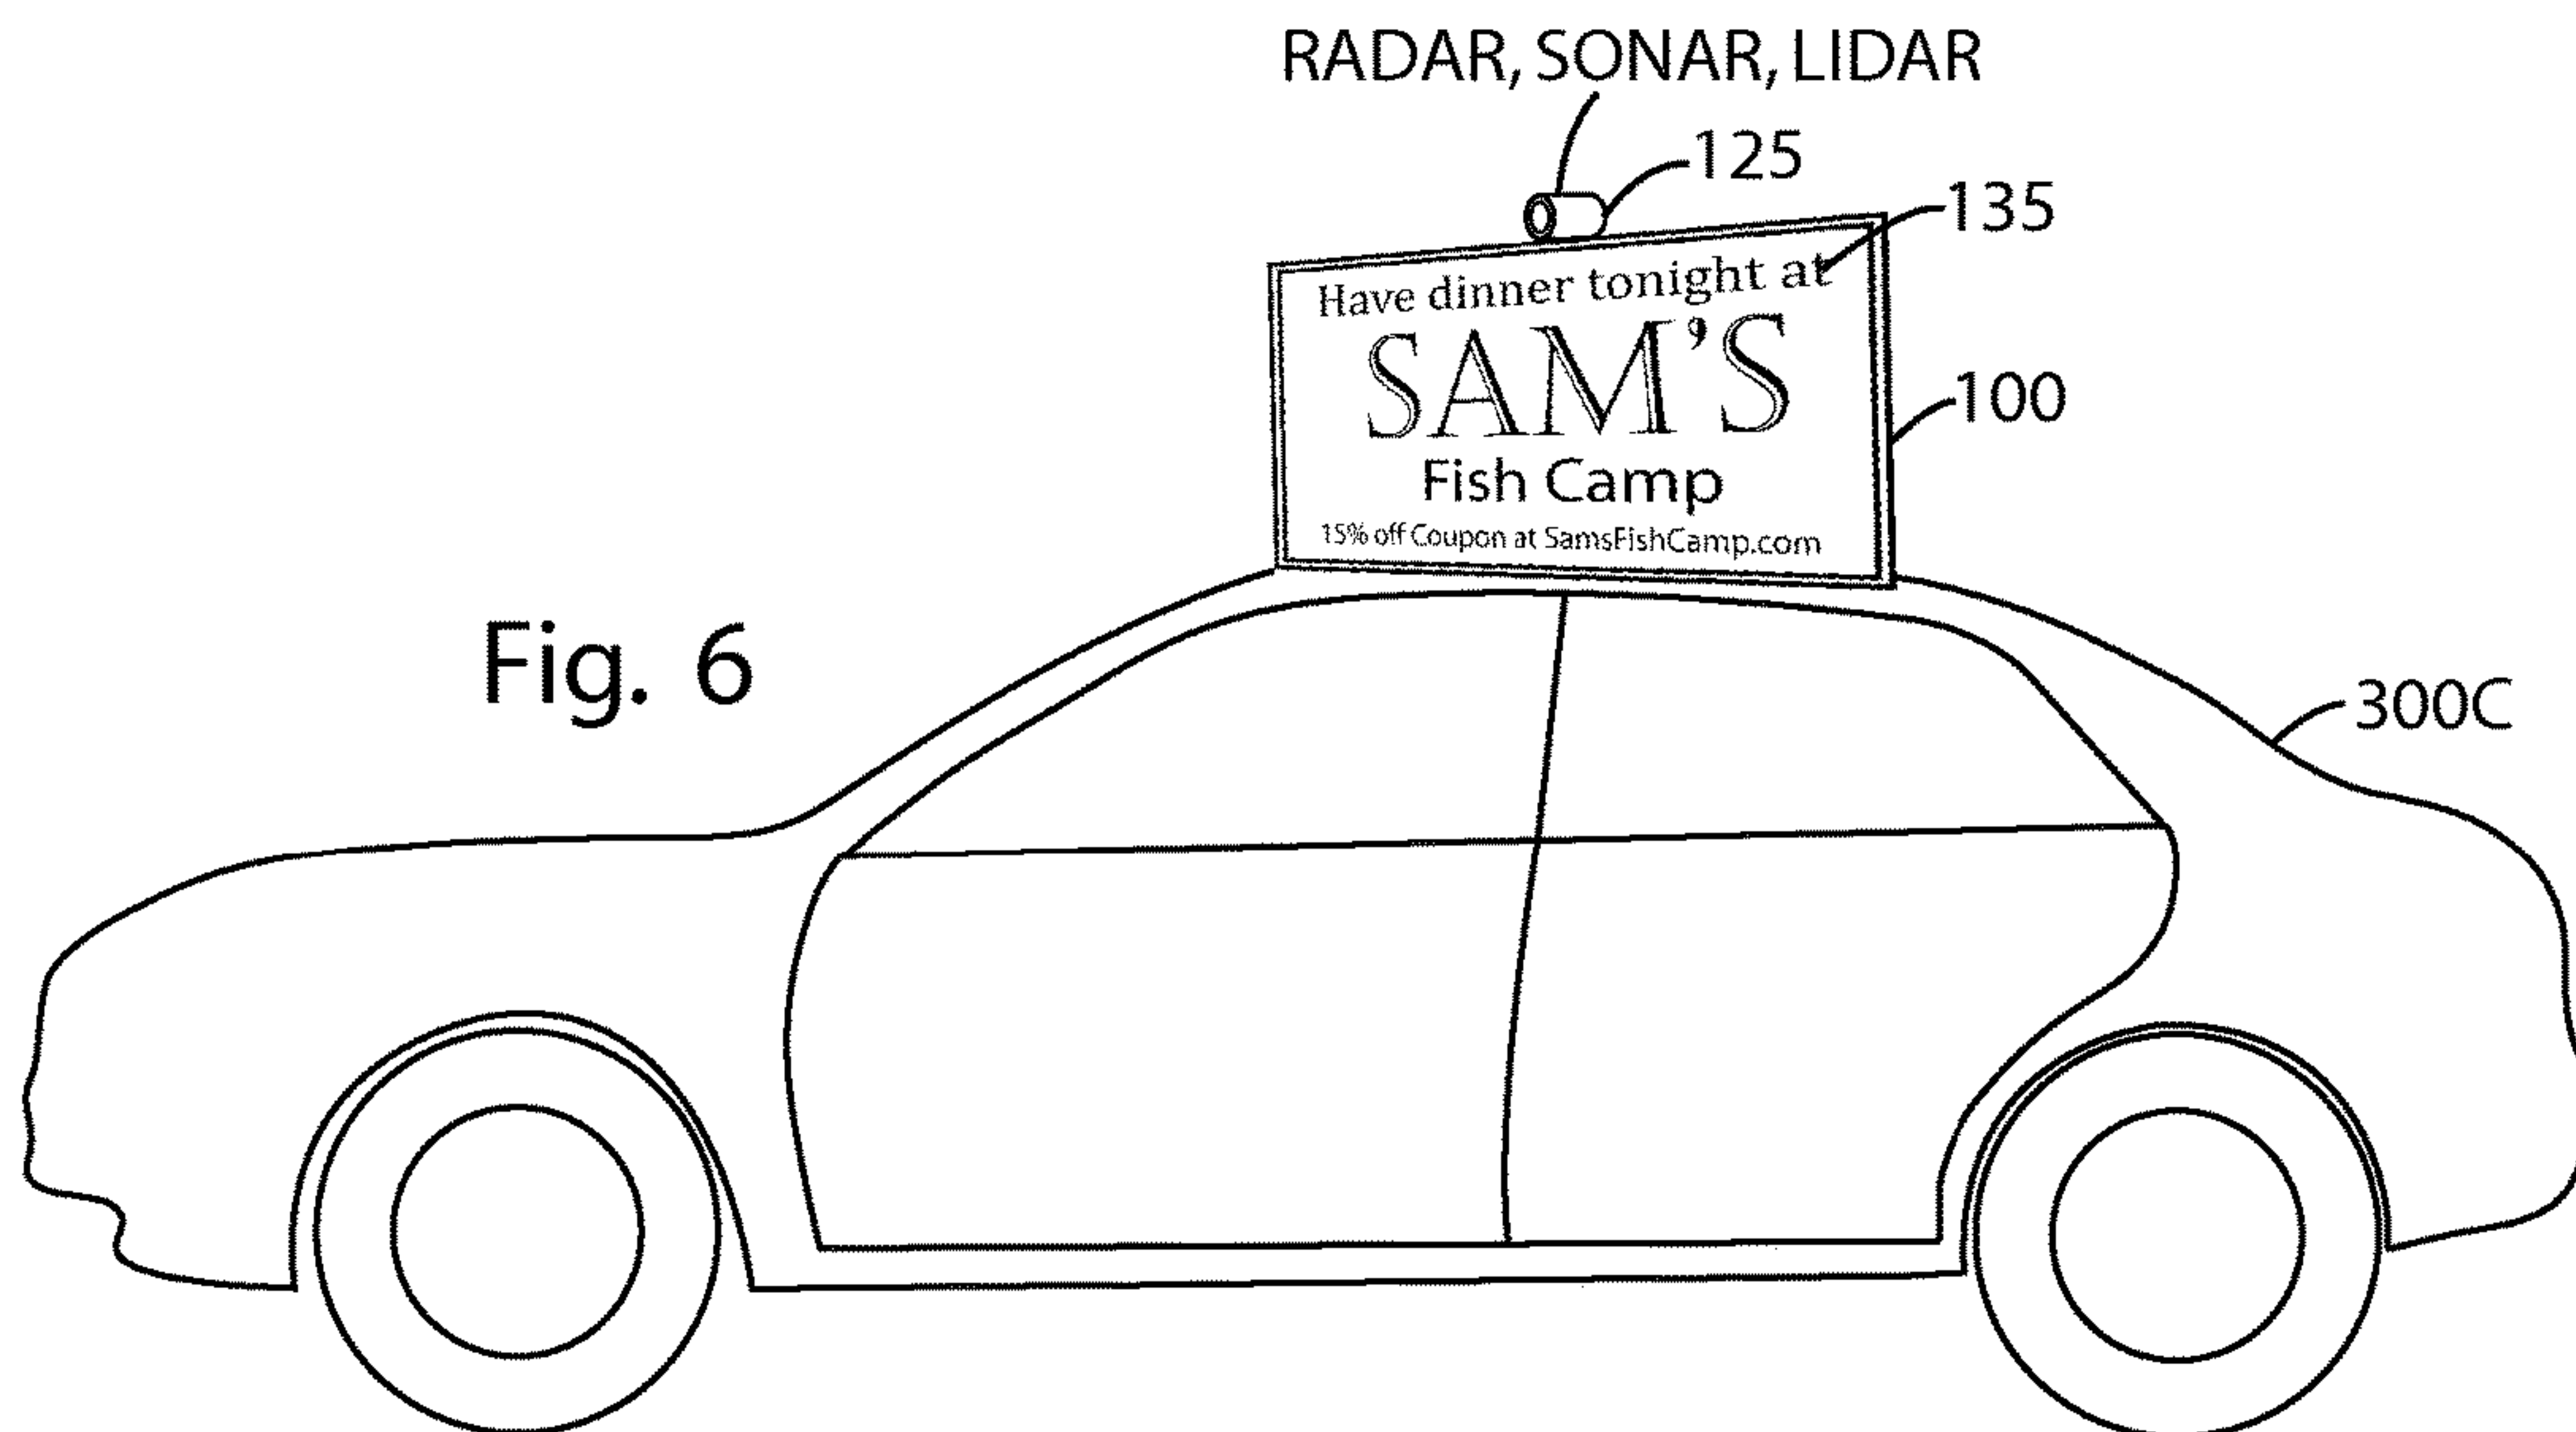 RADAR, SONAR, LIDAR
125
135
Have dinner tonight at
SAM'S
100
Fish Camp
15% off Coupon at SamsFishCamp.com
Fig. 6
300C